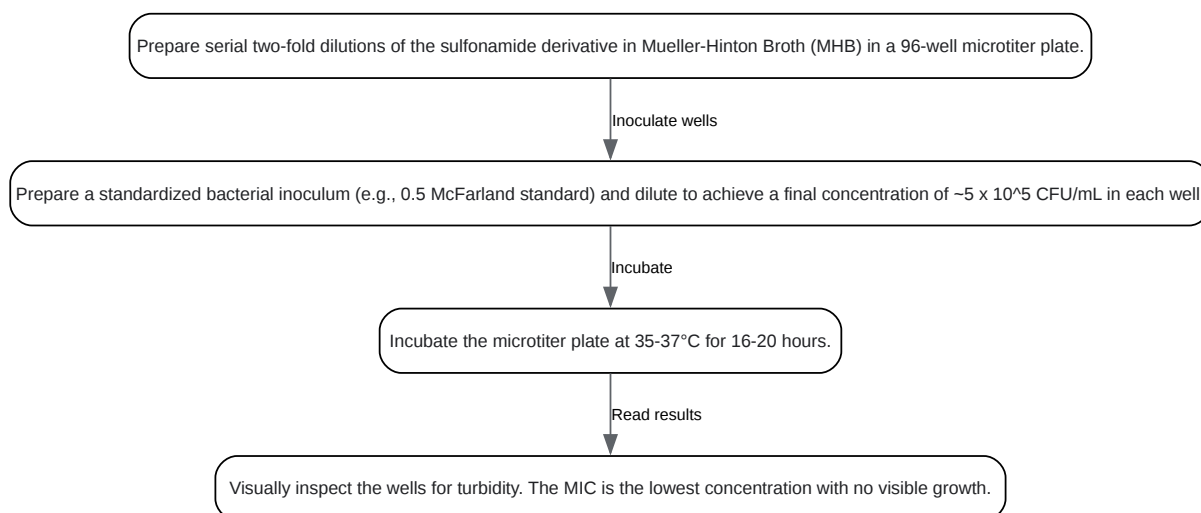 Prepare serial two-fold dilutions of the sulfonamide derivative in Mueller-Hinton Broth (MHB) in a 96-well microtiter plate.
Inoculate wells
Prepare a standardized bacterial inoculum (e.g., 0.5 McFarland standard) and dilute to achieve a final concentration of ~5 x 10^5 CFU/mL in each well
Incubate
Incubate the microtiter plate at 35-37°C for 16-20 hours.
Read results
Visually inspect the wells for turbidity. The MIC is the lowest concentration with no visible growth.